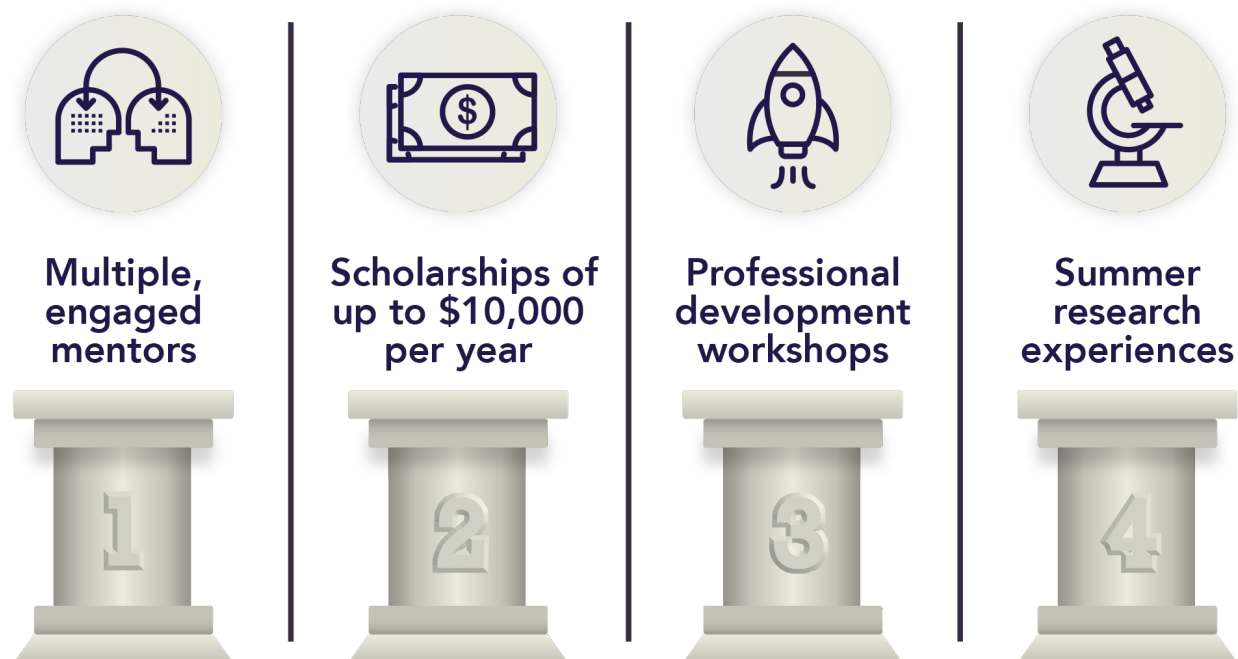 $
Multiple,
engaged
mentors
1
Scholarships of
up to $10,000
per year
2
Professional
development
workshops
3
Summer
research
experiences
4